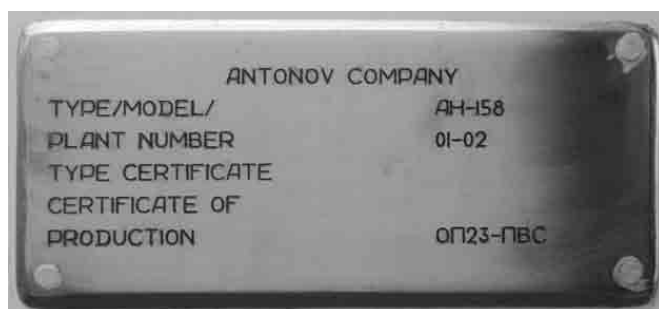 ANTONOV COMPANY
TYPE/MODEL/ АН-158
PLANT NUMBER 01-02
TYPE CERTIFICATE
CERTIFICATE OF
PRODUCTION ОП23-ПВС